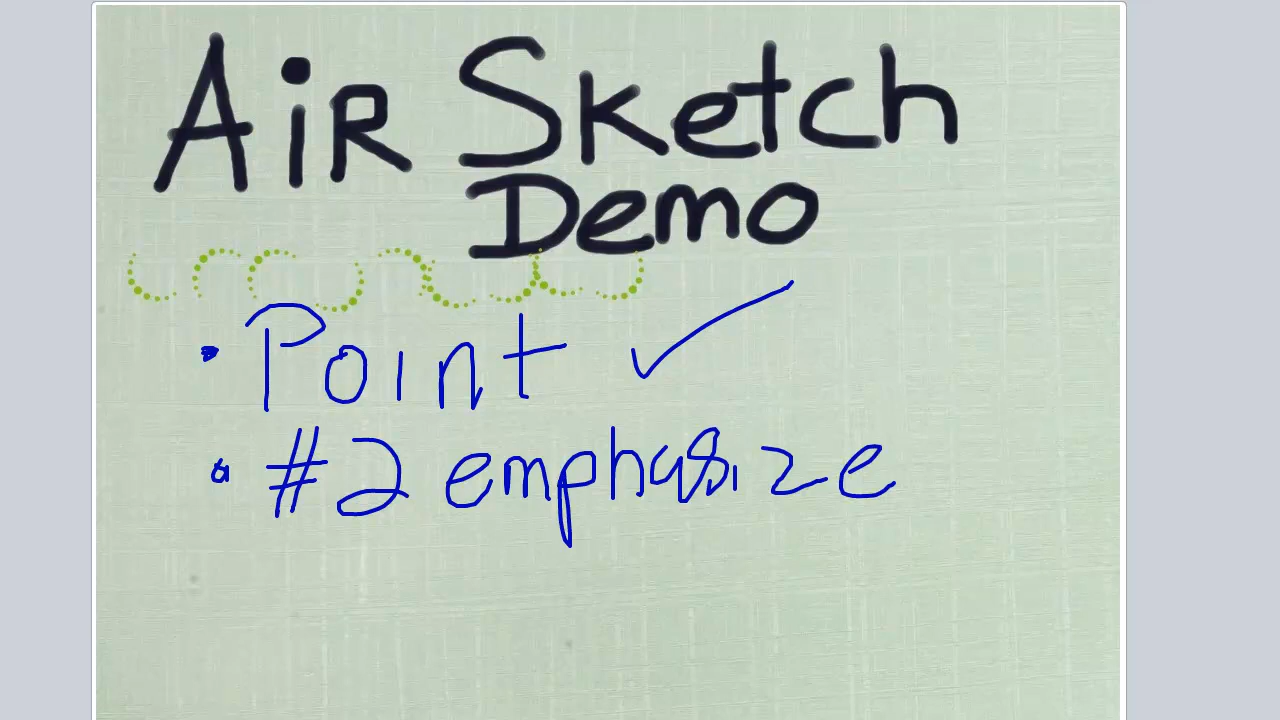 AiR Sketch
Demo
• Point ✓
• #2 emphasize